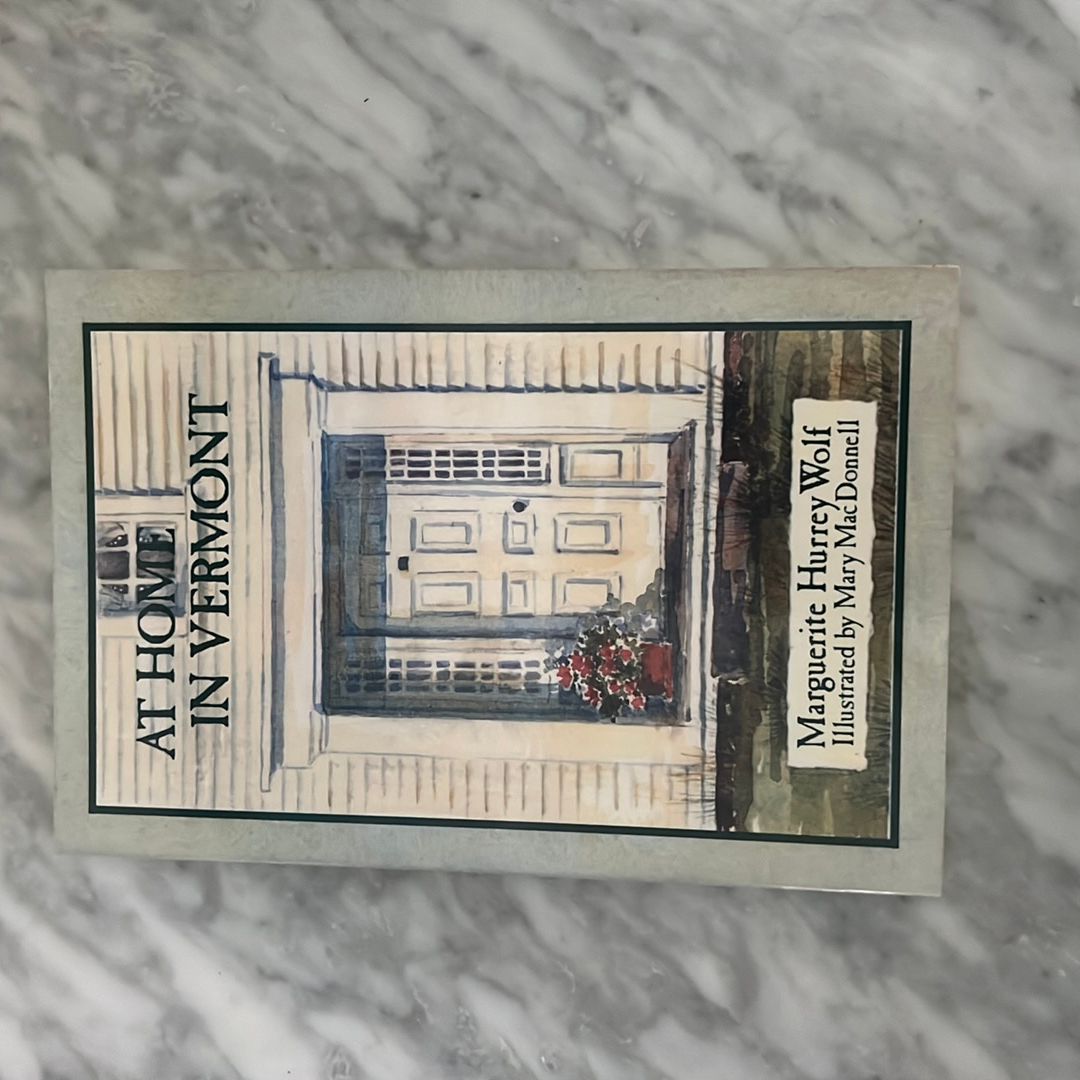 AT HOME
IN VERMONT
Marguerite Hurrey Wolf
Illustrated by Mary MacDonnell